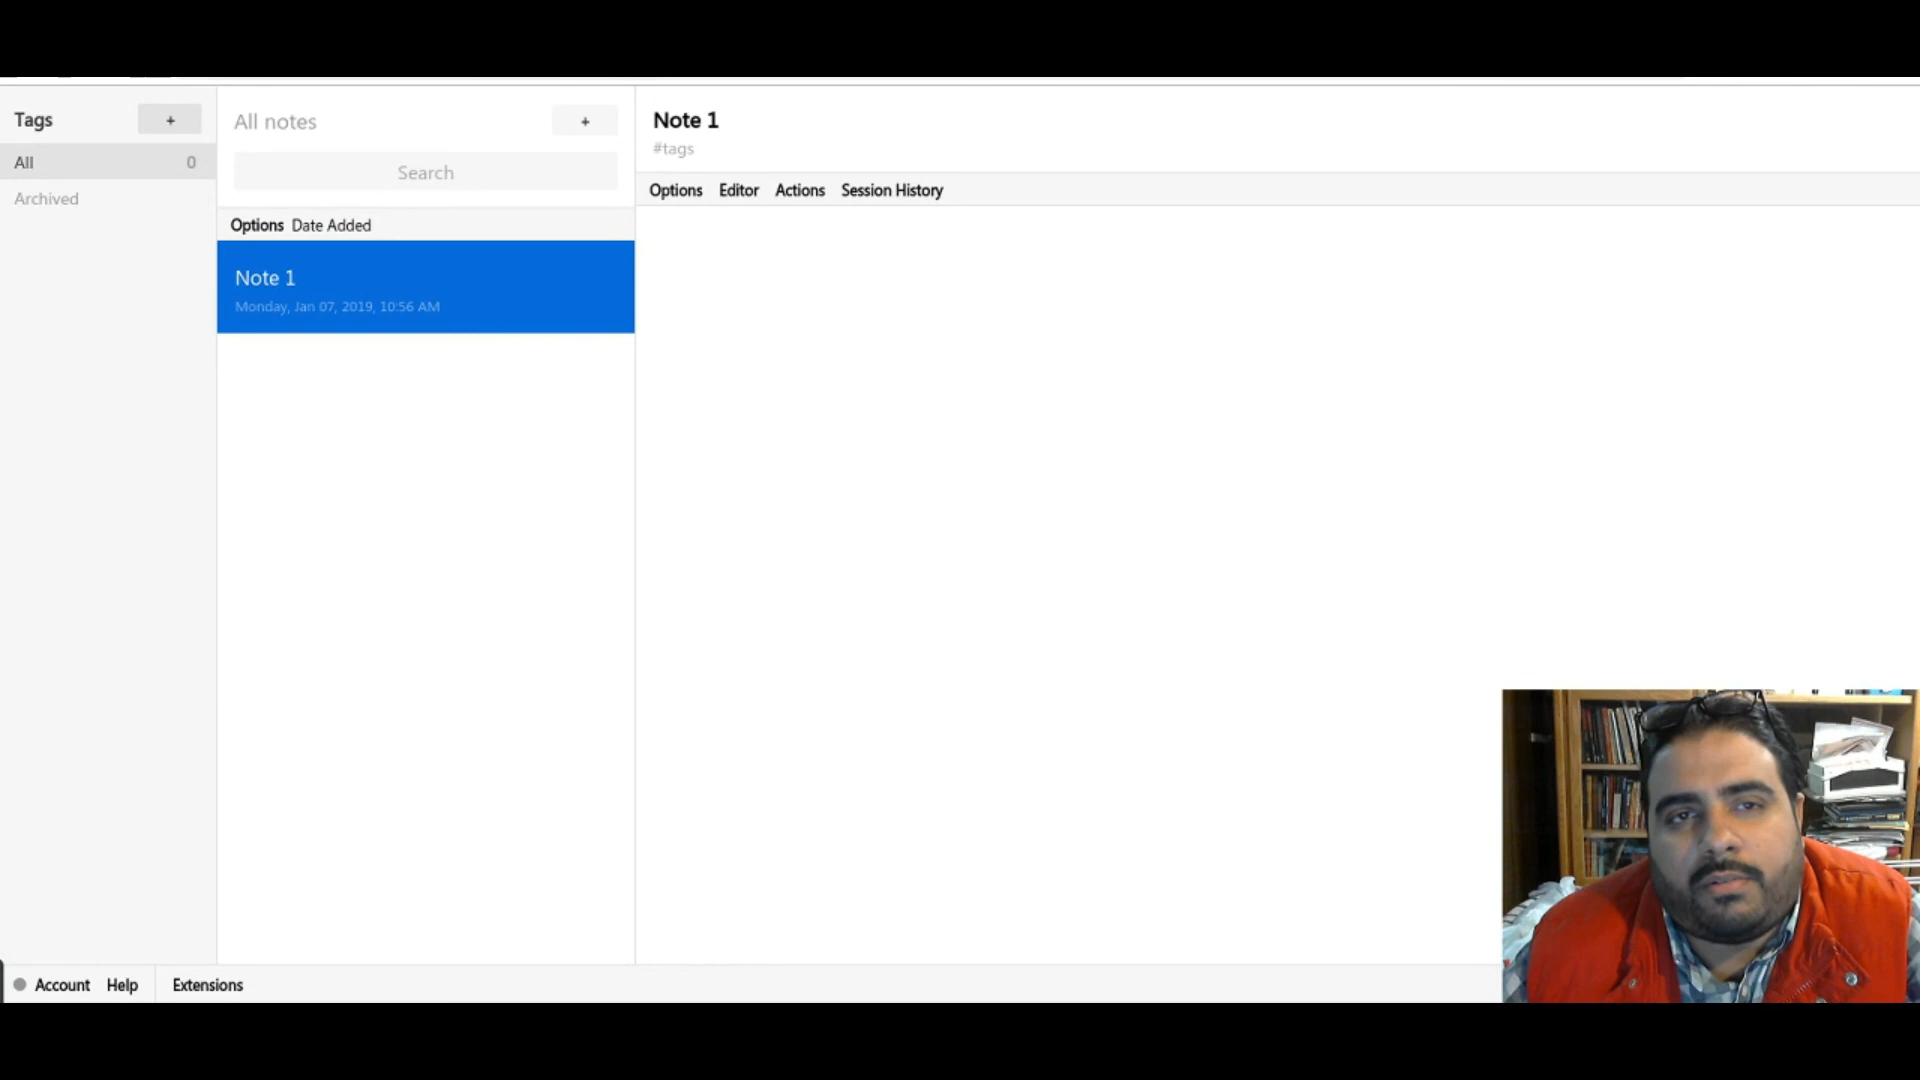 Tags +
All 0
Archived
All notes +
Search
Options Date Added
Note 1
Monday, Jan 07, 2019, 10:56 AM
Note 1
#tags
Options Editor Actions Session History
Account Help Extensions